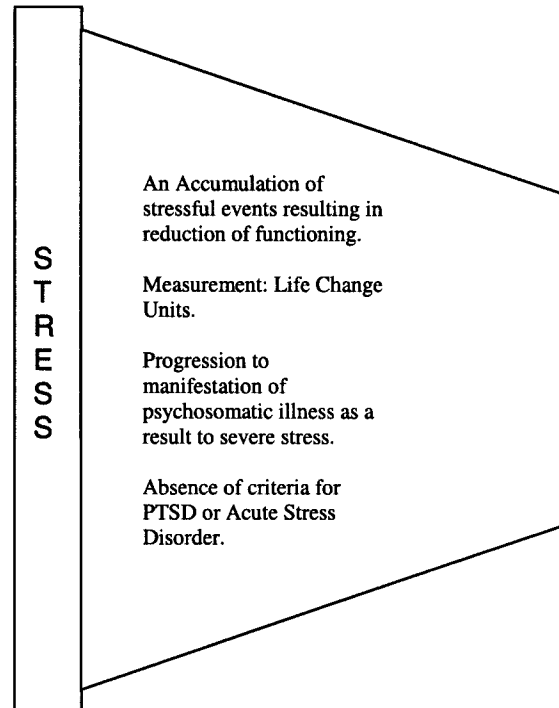 STRESS
An Accumulation of
stressful events resulting in
reduction of functioning.
Measurement: Life Change
Units.
Progression to
manifestation of
psychosomatic illness as a
result to severe stress.
Absence of criteria for
PTSD or Acute Stress
Disorder.